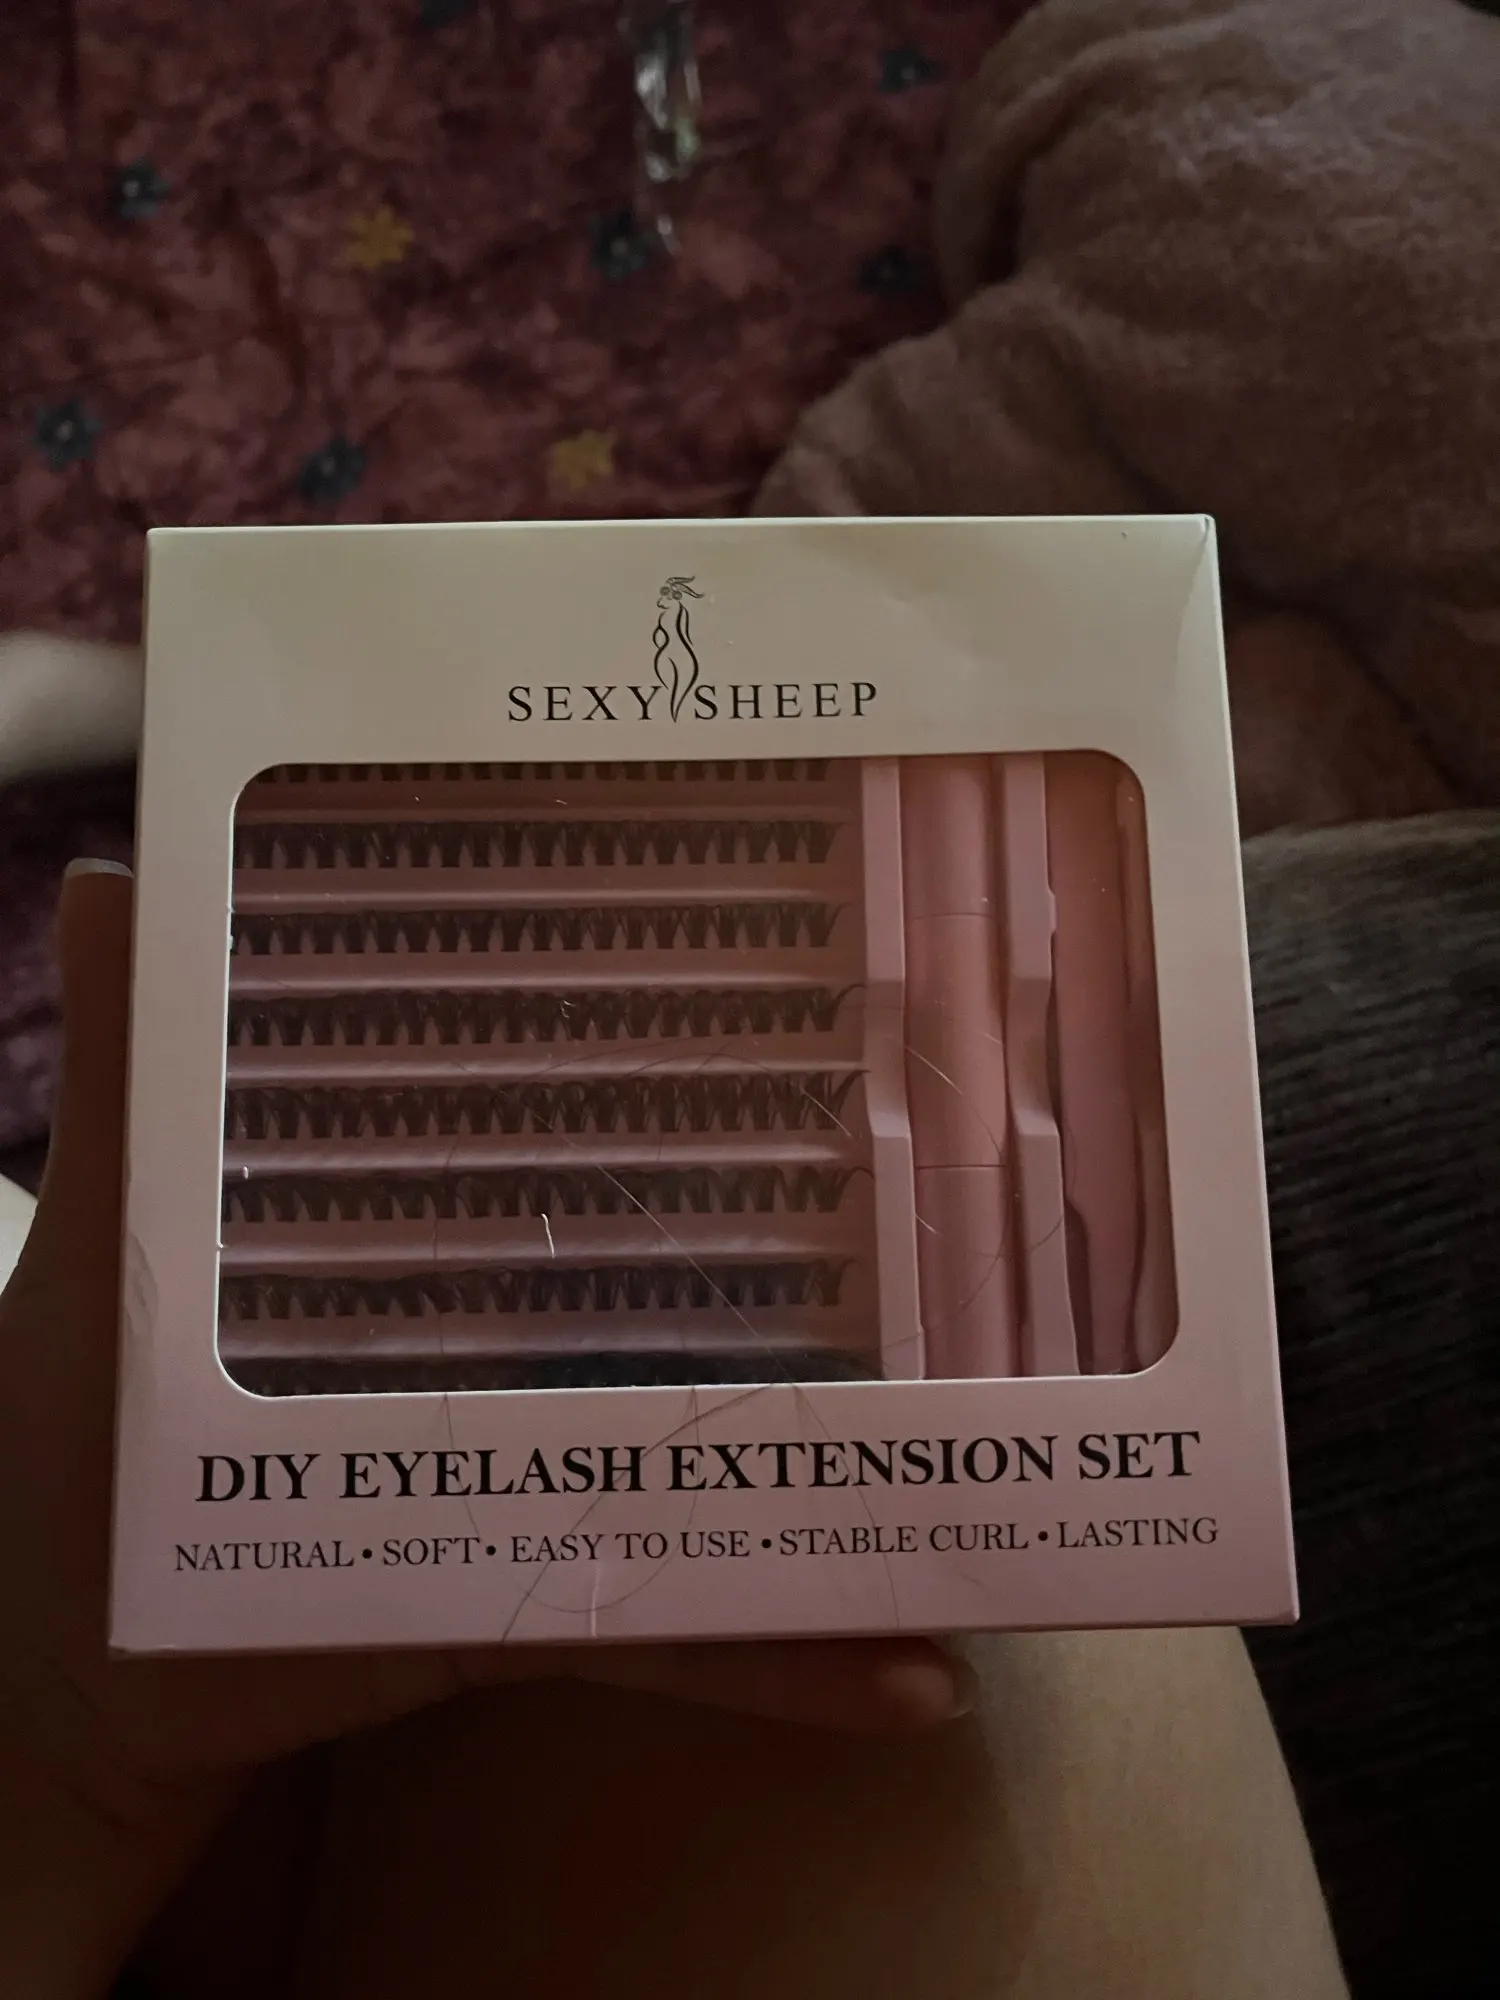 SEXY SHEEP
DIY EYELASH EXTENSION SET
NATURAL • SOFT • EASY TO USE • STABLE CURL • LASTING